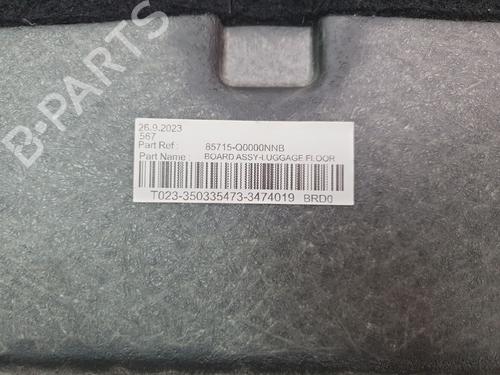 B-PARTS
26.9.2023
567
Part Ref : 85715-Q0000NNB
Part Name : BOARD ASSY-LUGGAGE FLOOR
T023-350335473-3474019 BRD0